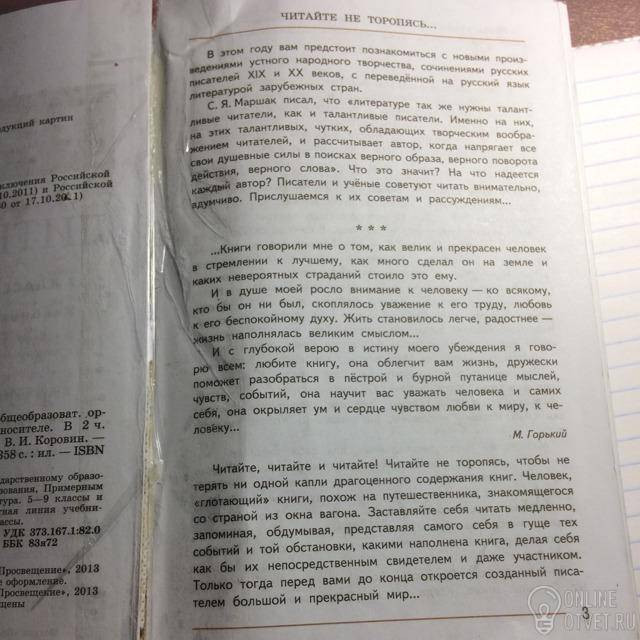 одукций картин
ключения Российской
.10.2011) и Российской
0 от 17.10.2011)
бщеобразоват. ор-
носителе. В 2 ч.
В. И. Коровин. —
358 с. : ил. — ISBN
дарственному образо-
зования, Примерным
тура. 5—9 классы и
тная линия учебни-
лассы.
УДК 373.167.1:82.0
ББК 83я72
Просвещение», 2013
е оформление.
Просвещение», 2013
щены
ЧИТАЙТЕ НЕ ТОРОПЯСЬ...
В этом году вам предстоит познакомиться с новыми произ-
ведениями устного народного творчества, сочинениями русских
писателей XIX и XX веков, с переведённой на русский язык
литературой зарубежных стран.
С. Я. Маршак писал, что «литературе так же нужны талант-
ливые читатели, как и талантливые писатели. Именно на них,
на этих талантливых, чутких, обладающих творческим вообра-
жением читателей, и рассчитывает автор, когда напрягает все
свои душевные силы в поисках верного образа, верного поворота
действия, верного слова». Что это значит? На что надеется
каждый автор? Писатели и учёные советуют читать внимательно,
вдумчиво. Прислушаемся к их советам и рассуждениям...
* * *
...Книги говорили мне о том, как велик и прекрасен человек
в стремлении к лучшему, как много сделал он на земле и
каких невероятных страданий стоило это ему.
И в душе моей росло внимание к человеку — ко всякому,
кто бы он ни был, скоплялось уважение к его труду, любовь
к его беспокойному духу. Жить становилось легче, радостнее —
жизнь наполнялась великим смыслом...
И с глубокой верою в истину моего убеждения я гово-
рю всем: любите книгу, она облегчит вам жизнь, дружески
поможет разобраться в пёстрой и бурной путанице мыслей,
чувств, событий, она научит вас уважать человека и самих
себя, она окрыляет ум и сердце чувством любви к миру, к че-
ловеку...
М. Горький
Читайте, читайте и читайте! Читайте не торопясь, чтобы не
терять ни одной капли драгоценного содержания книг. Человек,
«глотающий» книги, похож на путешественника, знакомящегося
со страной из окна вагона. Заставляйте себя читать медленно,
запоминая, обдумывая, представляя самого себя в гуще тех
событий и той обстановки, какими наполнена книга, делая себя
как бы их непосредственным свидетелем и даже участником.
Только тогда перед вами до конца откроется созданный писа-
телем большой и прекрасный мир...
3
ONLINE
OTVET.RU